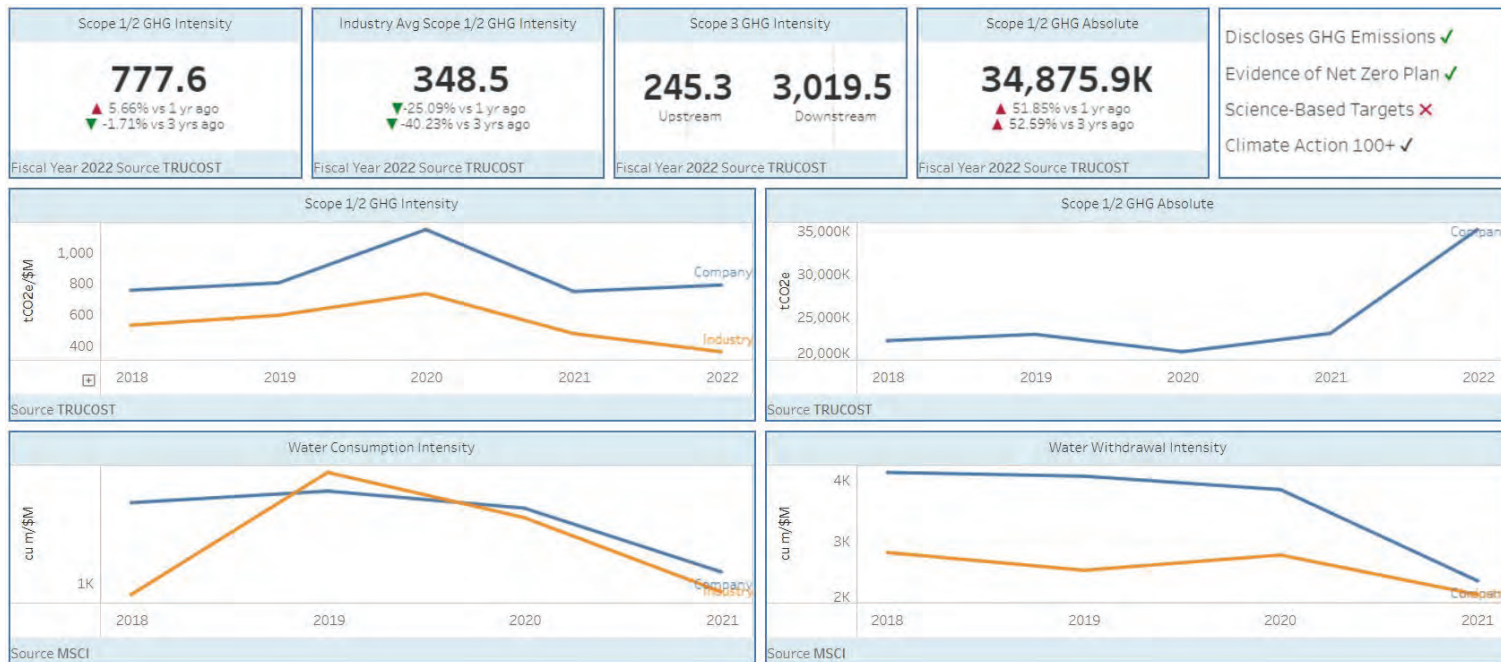 Scope 1/2 GHG Intensity
777.6
▲ 5.66% vs 1 yr ago
▼ -1.71% vs 3 yrs ago
Fiscal Year 2022 Source TRUCOST
Industry Avg Scope 1/2 GHG Intensity
348.5
▼-25.09% vs 1 yr ago
▼-40.23% vs 3 yrs ago
Fiscal Year 2022 Source TRUCOST
Scope 3 GHG Intensity
245.3 3,019.5
Upstream Downstream
Fiscal Year 2022 Source TRUCOST
Scope 1/2 GHG Absolute
34,875.9K
▲ 51.85% vs 1 yr ago
▲ 52.59% vs 3 yrs ago
Fiscal Year 2022 Source TRUCOST
Discloses GHG Emissions ✓
Evidence of Net Zero Plan ✓
Science-Based Targets ✕
Climate Action 100+ ✓
Scope 1/2 GHG Intensity
tCO2e/$M
1,000
800
600
400
Company
Industry
2018 2019 2020 2021 2022
Source TRUCOST
Scope 1/2 GHG Absolute
tCO2e
35,000K
30,000K
25,000K
20,000K
Compan
2018 2019 2020 2021 2022
Source TRUCOST
Water Consumption Intensity
cu m/$M
1K
Company
Industry
2018 2019 2020 2021
Source MSCI
Water Withdrawal Intensity
cu m/$M
4K
3K
2K
2018 2019 2020 2021
Source MSCI